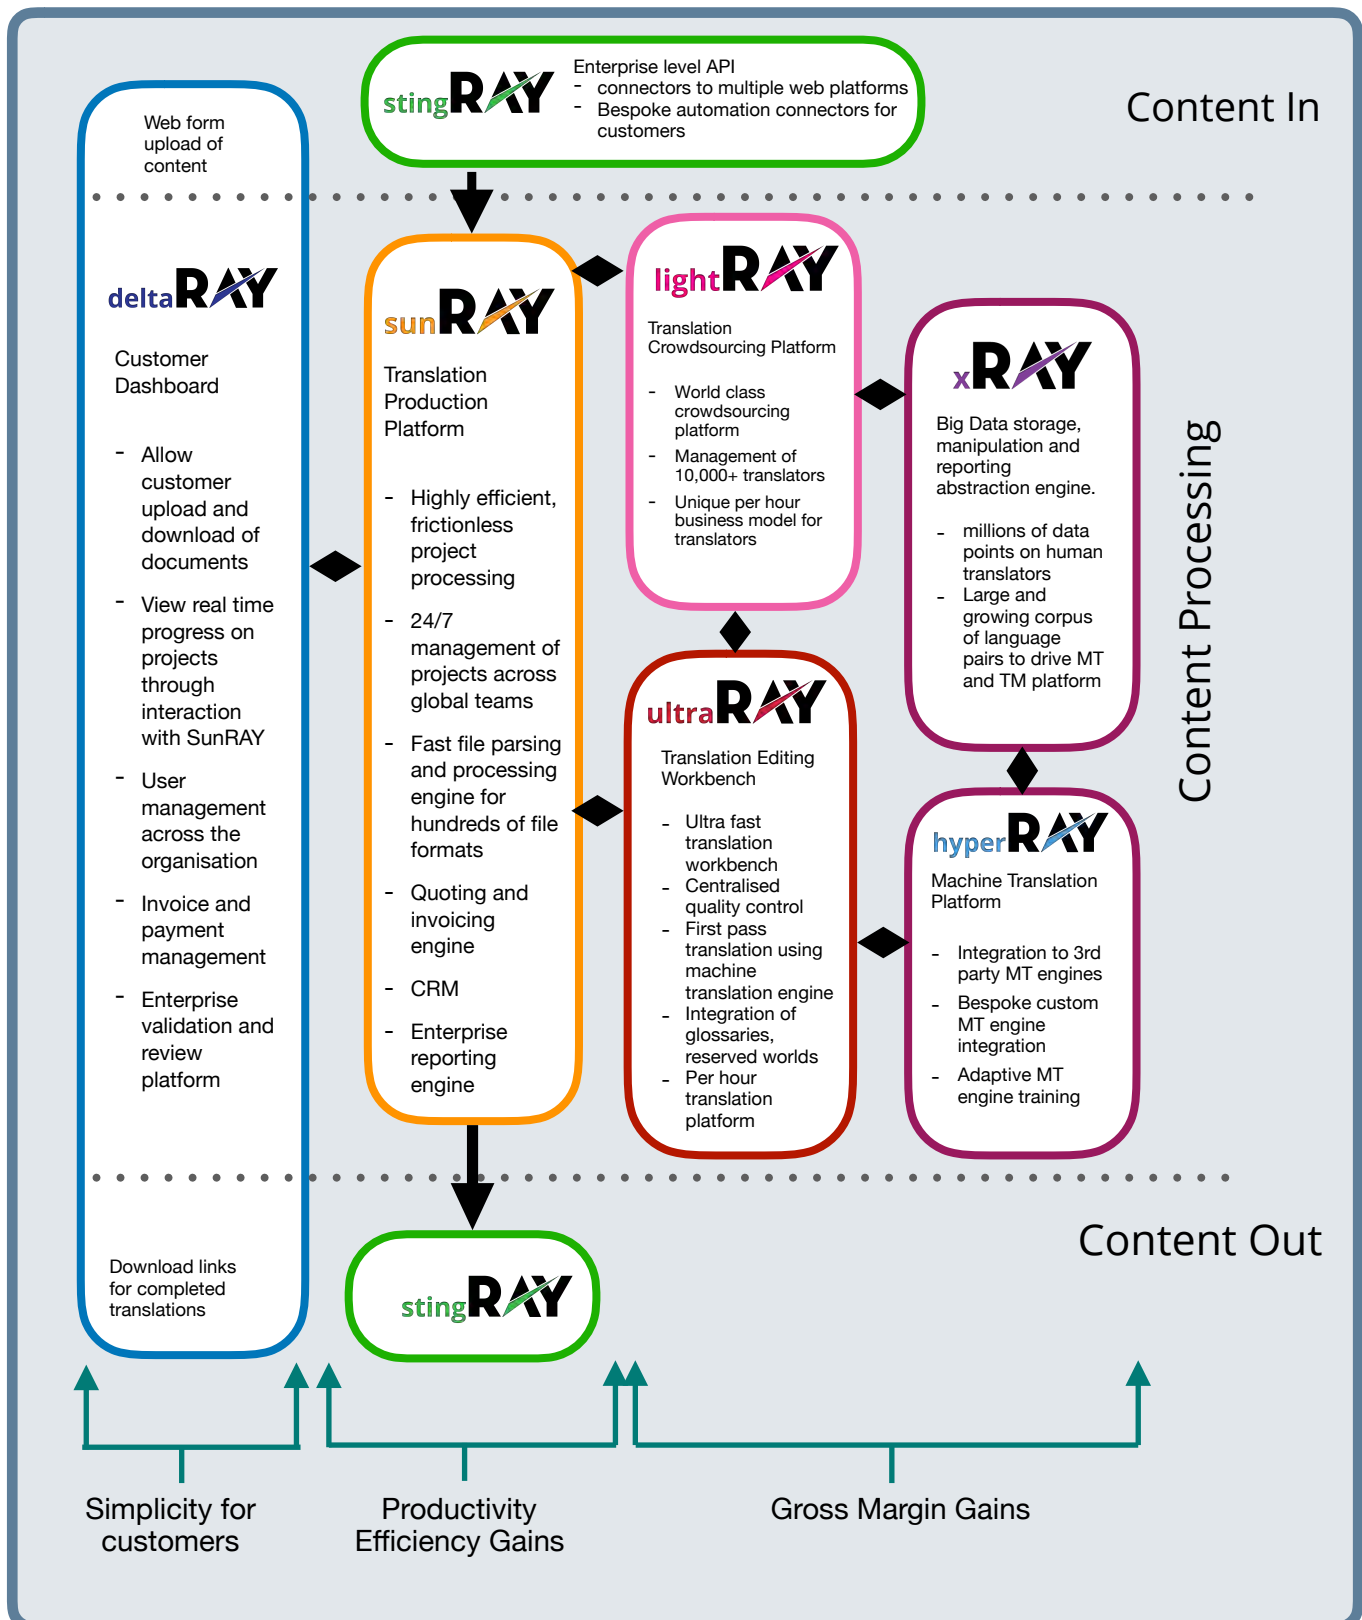 stingRAY
Enterprise level API
- connectors to multiple web platforms
- Bespoke automation connectors for
customers
Content In
Web form
upload of
content
deltaRAY
Customer
Dashboard
- Allow
customer
upload and
download of
documents
- View real time
progress on
projects
through
interaction
with SunRAY
- User
management
across the
organisation
- Invoice and
payment
management
- Enterprise
validation and
review
platform
Download links
for completed
translations
sunRAY
Translation
Production
Platform
- Highly efficient,
frictionless
project
processing
- 24/7
management of
projects across
global teams
- Fast file parsing
and processing
engine for
hundreds of file
formats
- Quoting and
invoicing
engine
- CRM
- Enterprise
reporting
engine
lightRAY
Translation
Crowdsourcing Platform
- World class
crowdsourcing
platform
- Management of
10,000+ translators
- Unique per hour
business model for
translators
ultraRAY
Translation Editing
Workbench
- Ultra fast
translation
workbench
- Centralised
quality control
- First pass
translation using
machine
translation engine
- Integration of
glossaries,
reserved worlds
- Per hour
translation
platform
xRAY
Big Data storage,
manipulation and
reporting
abstraction engine.
- millions of data
points on human
translators
- Large and
growing corpus
of language
pairs to drive MT
and TM platform
hyperRAY
Machine Translation
Platform
- Integration to 3rd
party MT engines
- Bespoke custom
MT engine
integration
- Adaptive MT
engine training
Content Processing
stingRAY
Content Out
Simplicity for
customers
Productivity
Efficiency Gains
Gross Margin Gains